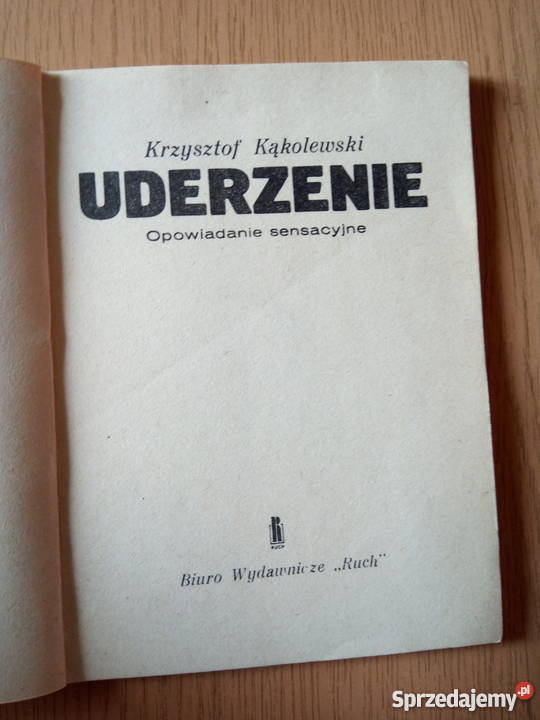 Krzysztof Kąkolewski
UDERZENIE
Opowiadanie sensacyjne
RUCH
Biuro Wydawnicze „Ruch”
Sprzedajemy.pl